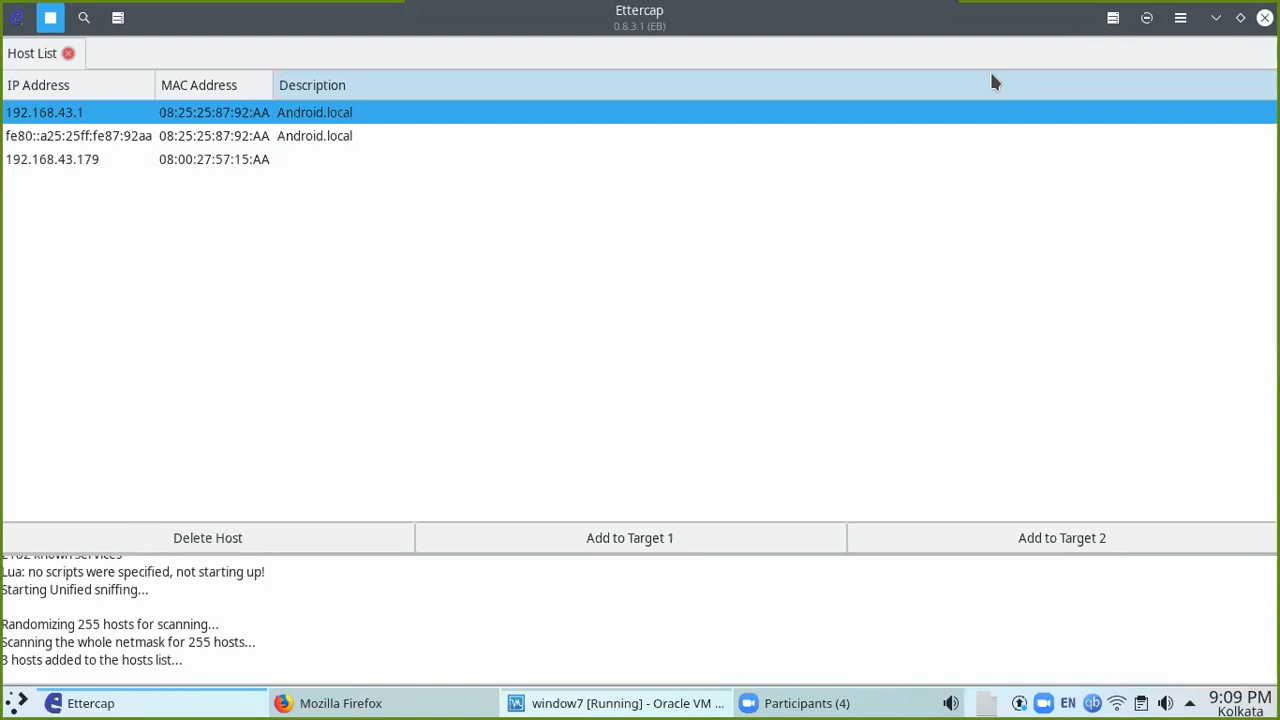 Ettercap
0.8.3.1 (EB)
Host List
IP Address MAC Address Description
192.168.43.1 08:25:25:87:92:AA Android.local
fe80::a25:25ff:fe87:92aa 08:25:25:87:92:AA Android.local
192.168.43.179 08:00:27:57:15:AA
Delete Host Add to Target 1 Add to Target 2
2182 known services
Lua: no scripts were specified, not starting up!
Starting Unified sniffing...
Randomizing 255 hosts for scanning...
Scanning the whole netmask for 255 hosts...
3 hosts added to the hosts list...
Ettercap Mozilla Firefox window7 [Running] - Oracle VM ... Participants (4) EN qb 9:09 PM
Kolkata